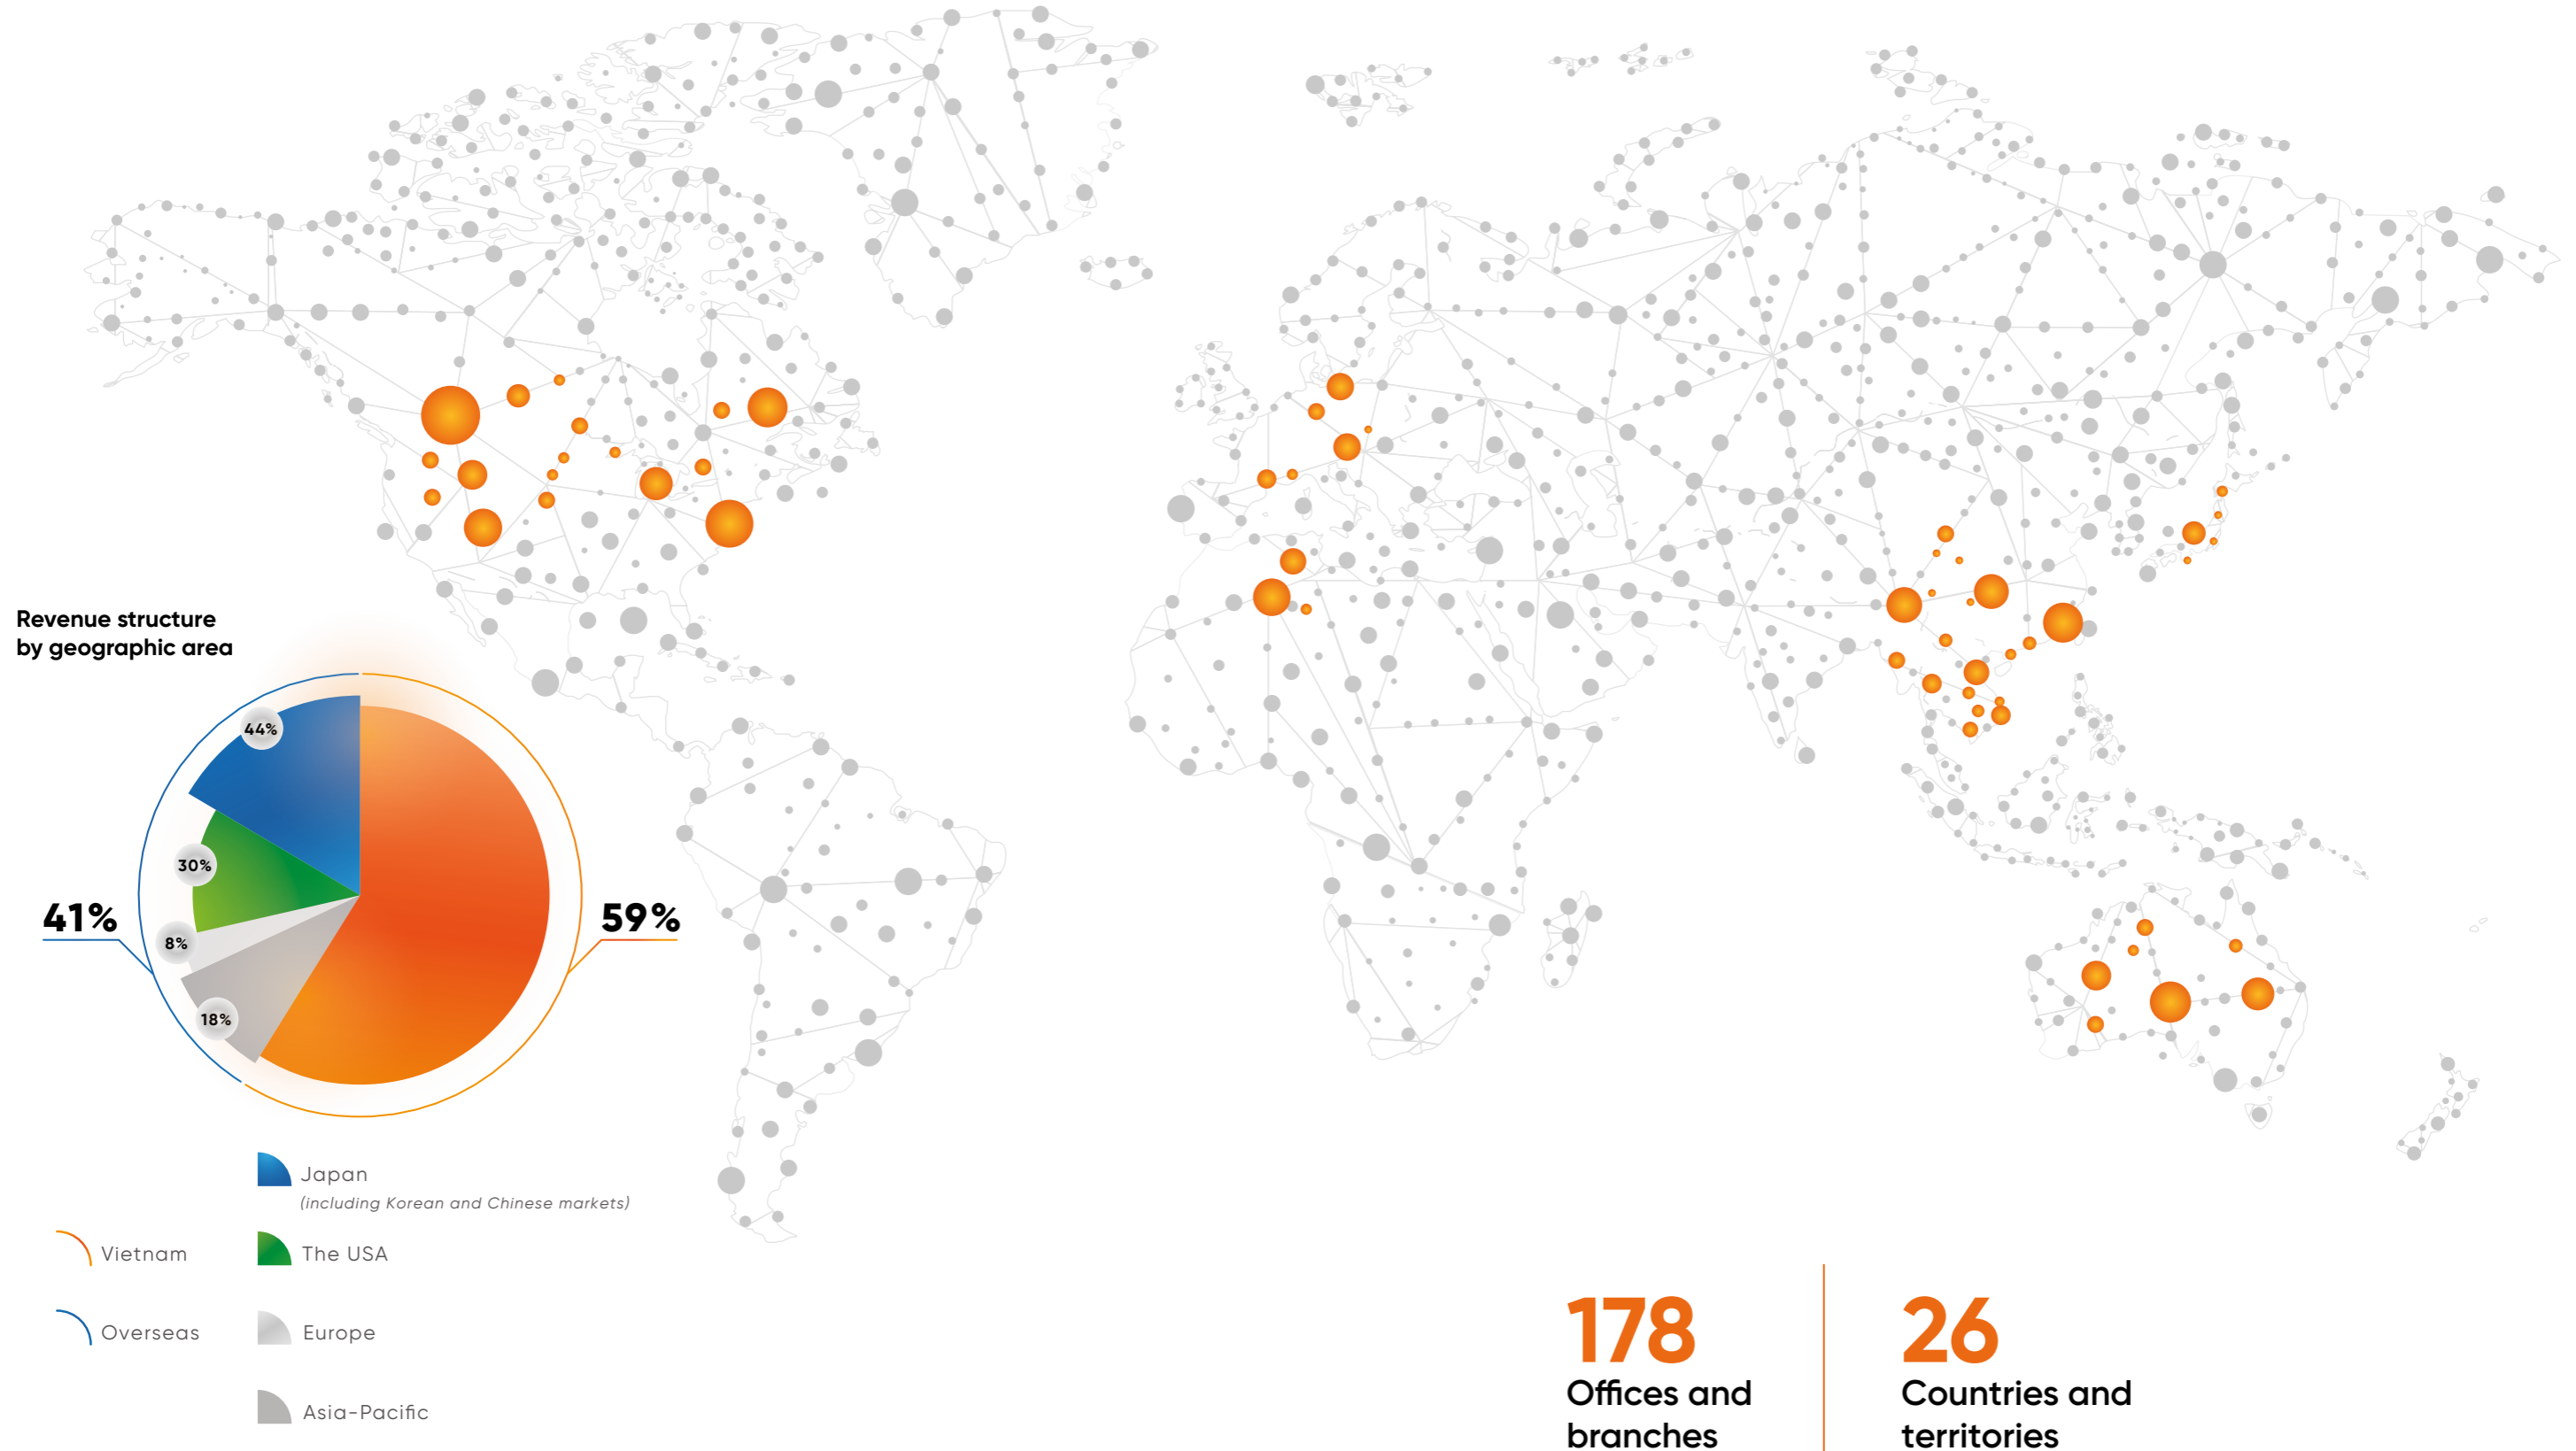 Revenue structure
by geographic area
44%
30%
41%
59%
8%
18%
Japan
(including Korean and Chinese markets)
Vietnam
The USA
Overseas
Europe
Asia-Pacific
178
Offices and
branches
26
Countries and
territories